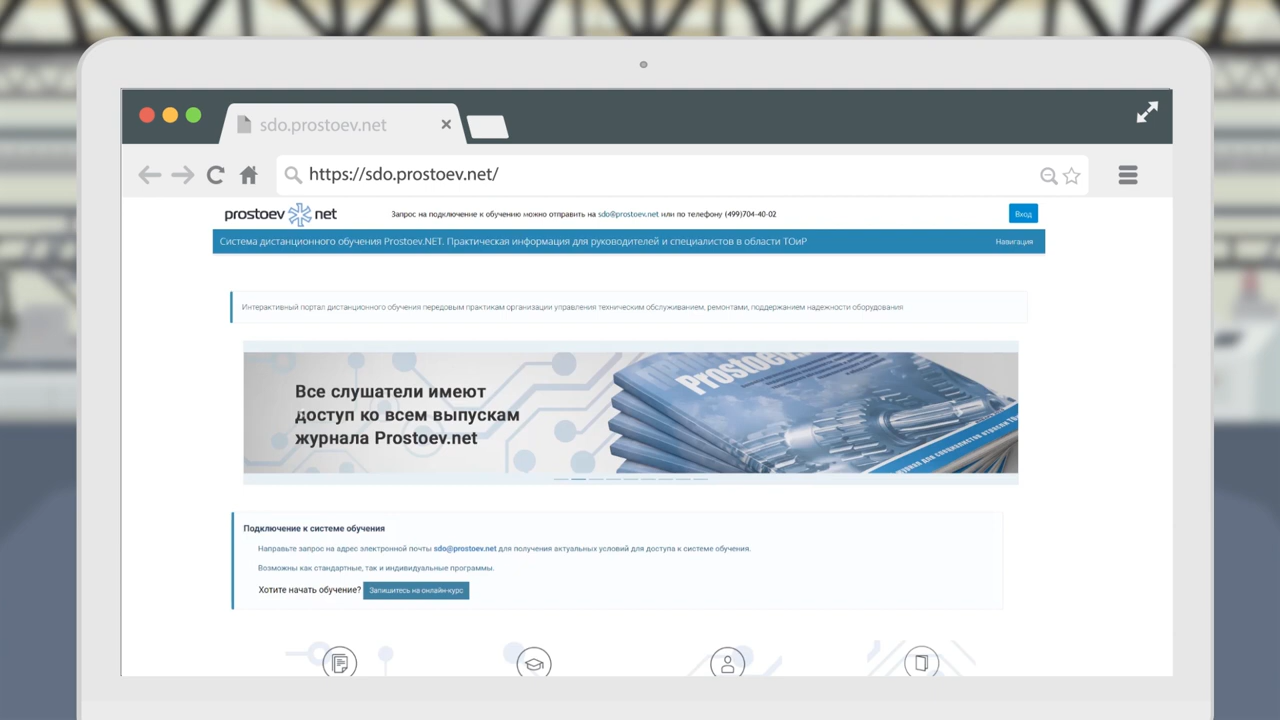 sdo.prostoev.net
https://sdo.prostoev.net/
prostoev net
Запрос на подключение к обучению можно отправить на sdo@prostoev.net или по телефону (499)704-40-02
Вход
Система дистанционного обучения Prostoev.NET. Практическая информация для руководителей и специалистов в области ТОиР
Навигация
Интерактивный портал дистанционного обучения передовым практикам организации управления техническим обслуживанием, ремонтами, поддержанием надежности оборудования
Все слушатели имеют
доступ ко всем выпускам
журнала Prostoev.net
Prostoev.
журнал для специалистов отрасли
Подключение к системе обучения
Направьте запрос на адрес электронной почты sdo@prostoev.net для получения актуальных условий для доступа к системе обучения.
Возможны как стандартные, так и индивидуальные программы.
Хотите начать обучение? Запишитесь на онлайн-курс